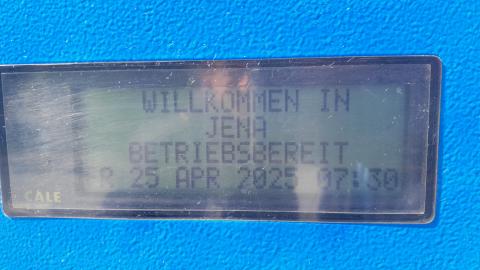 WILLKOMMEN IN
JENA
BETRIEBSBEREIT
P 25 APR 2025 07:30
CALE